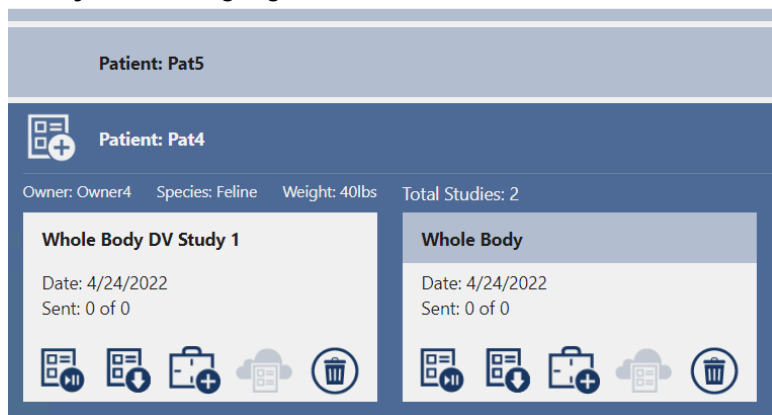 Patient: Pat5
Patient: Pat4
Owner: Owner4 Species: Feline Weight: 40lbs Total Studies: 2
Whole Body DV Study 1
Date: 4/24/2022
Sent: 0 of 0
Whole Body
Date: 4/24/2022
Sent: 0 of 0